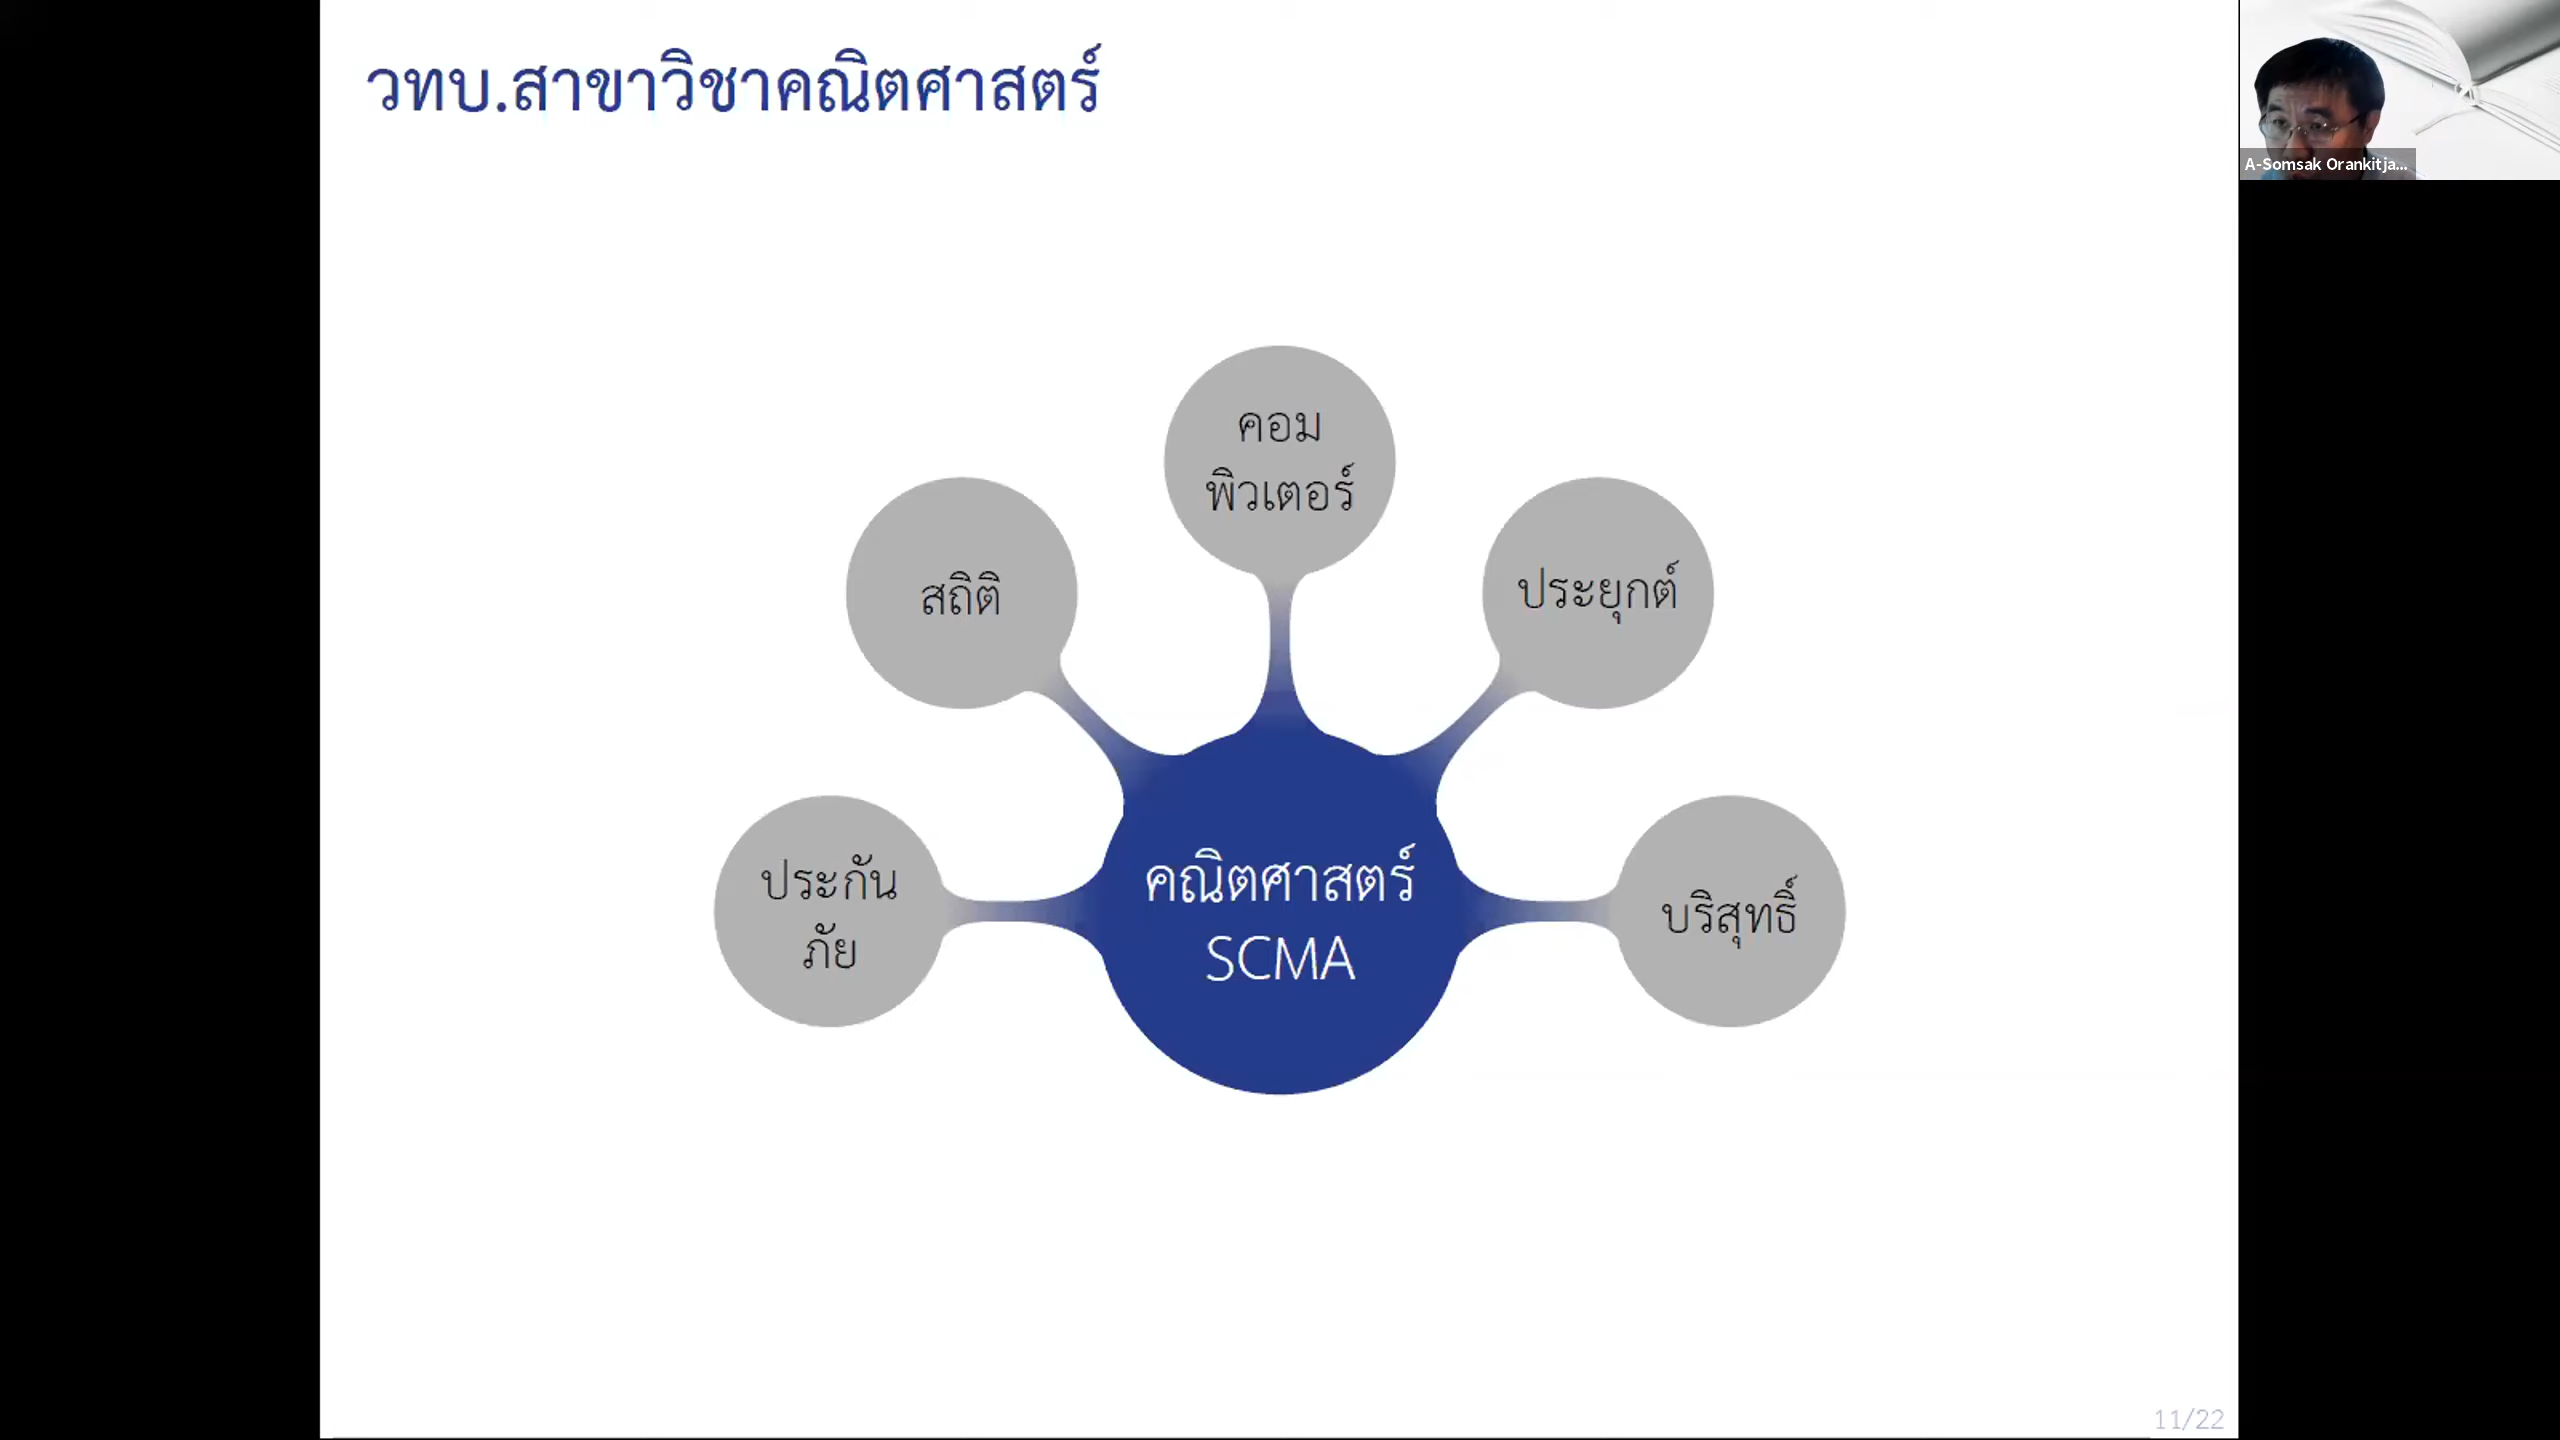 วทบ.สาขาวิชาคณิตศาสตร์
A-Somsak Orankitja...
คอม
พิวเตอร์
สถิติ
ประยุกต์
ประกัน
ภัย
คณิตศาสตร์
SCMA
บริสุทธิ์
11/22